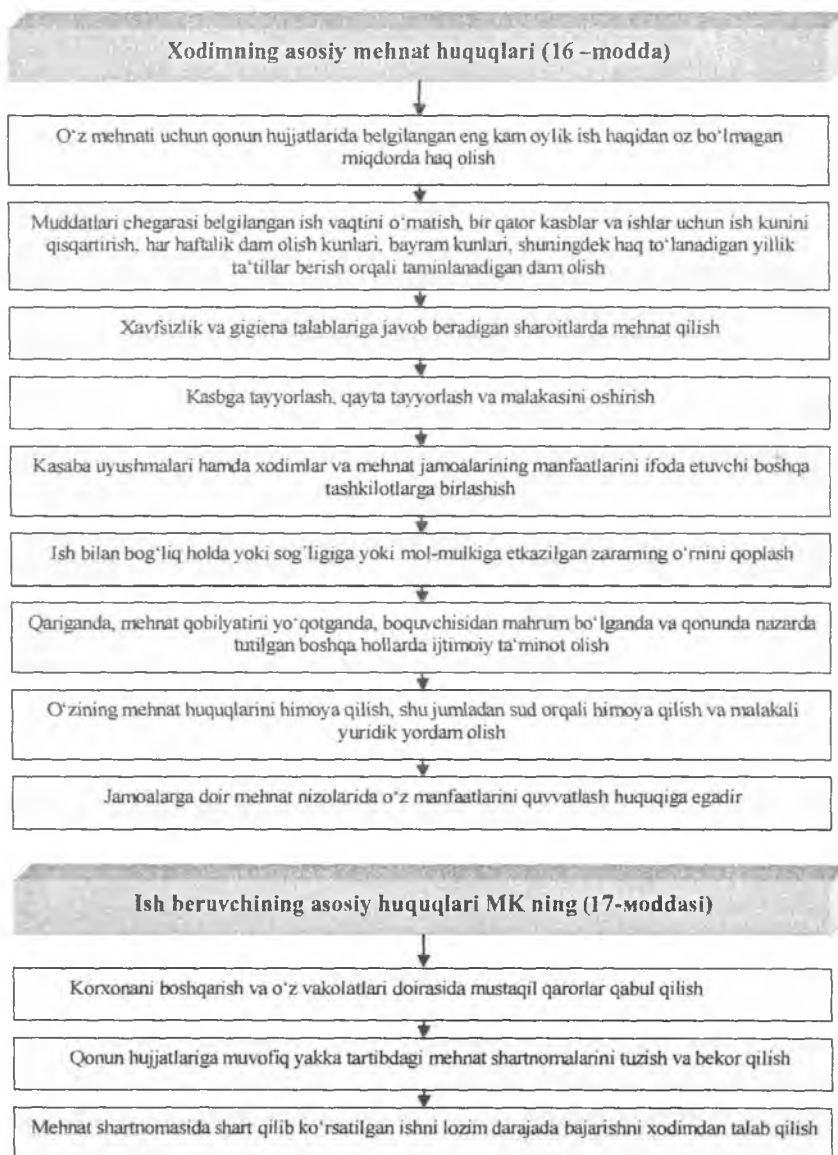 Xodimning asosiy mehnat huquqlari (16 –modda)
O‘z mehnati uchun qonun hujjatlarida belgilangan eng kam oylik ish haqidan oz bo‘lmagan
miqdorda haq olish
Muddatlari chegarasi belgilangan ish vaqtini o‘rnatish, bir qator kasblar va ishlar uchun ish kunini
qisqartirish, har haftalik dam olish kunlari, bayram kunlari, shuningdek haq to‘lanadigan yillik
ta‘tillar berish orqali taminlanadigan dam olish
Xavfsizlik va gigiena talablariga javob beradigan sharoitlarda mehnat qilish
Kasbga tayyorlash, qayta tayyorlash va malakasini oshirish
Kasaba uyushmalari hamda xodimlar va mehnat jamoalarining manfaatlarini ifoda etuvchi boshqa
tashkilotlarga birlashish
Ish bilan bog‘liq holda yoki sog‘ligiga yoki mol-mulkiga etkazilgan zararning o‘rnini qoplash
Qariganda, mehnat qobilyatini yo‘qotganda, boquvchisidan mahrum bo‘lganda va qonunda nazarda
tutilgan boshqa hollarda ijtimoiy ta‘minot olish
O‘zining mehnat huquqlarini himoya qilish, shu jumladan sud orqali himoya qilish va malakali
yuridik yordam olish
Jamoalarga doir mehnat nizolarida o‘z manfaatlarini quvvatlash huquqiga egadir
Ish beruvchining asosiy huquqlari MK ning (17-moddasi)
Korxonani boshqarish va o‘z vakolatlari doirasida mustaqil qarorlar qabul qilish
Qonun hujjatlariga muvofiq yakka tartibdagi mehnat shartnomalarini tuzish va bekor qilish
Mehnat shartnomasida shart qilib ko‘rsatilgan ishni lozim darajada bajarishni xodimdan talab qilish